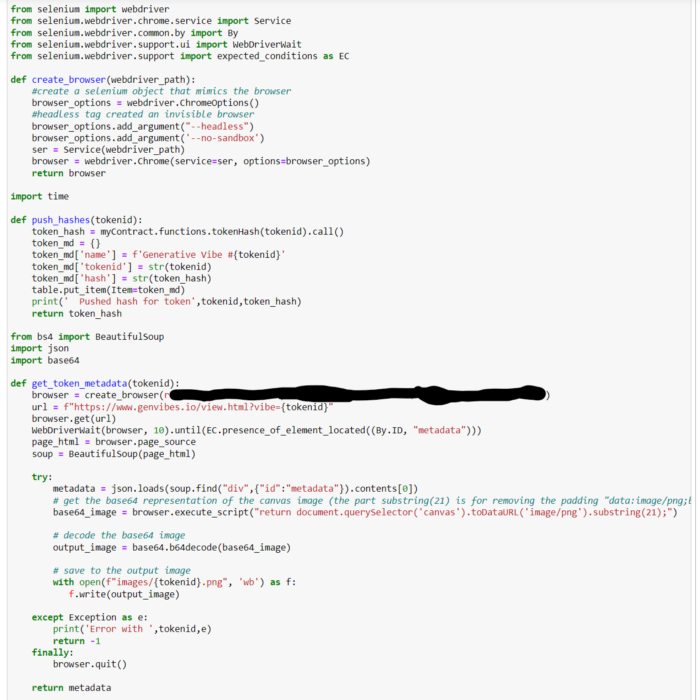 from selenium import webdriver
from selenium.webdriver.chrome.service import Service
from selenium.webdriver.common.by import By
from selenium.webdriver.support.ui import WebDriverWait
from selenium.webdriver.support import expected_conditions as EC
def create_browser(webdriver_path):
#create a selenium object that mimics the browser
browser_options = webdriver.ChromeOptions()
#headless tag created an invisible browser
browser_options.add_argument("--headless")
browser_options.add_argument('--no-sandbox')
ser = Service(webdriver_path)
browser = webdriver.Chrome(service=ser, options=browser_options)
return browser
import time
def push_hashes(tokenid):
token_hash = myContract.functions.tokenHash(tokenid).call()
token_md = {}
token_md['name'] = f'Generative Vibe #{tokenid}'
token_md['tokenid'] = str(tokenid)
token_md['hash'] = str(token_hash)
table.put_item(Item=token_md)
print('  Pushed hash for token',tokenid,token_hash)
return token_hash
from bs4 import BeautifulSoup
import json
import base64
def get_token_metadata(tokenid):
browser = create_browser(r )
url = f"https://www.genvibes.io/view.html?vibe={tokenid}"
browser.get(url)
WebDriverWait(browser, 10).until(EC.presence_of_element_located((By.ID, "metadata")))
page_html = browser.page_source
soup = BeautifulSoup(page_html)
try:
metadata = json.loads(soup.find("div",{"id":"metadata"}).contents[0])
# get the base64 representation of the canvas image (the part substring(21) is for removing the padding "data:image/png;
base64_image = browser.execute_script("return document.querySelector('canvas').toDataURL('image/png').substring(21);")
# decode the base64 image
output_image = base64.b64decode(base64_image)
# save to the output image
with open(f"images/{tokenid}.png", 'wb') as f:
f.write(output_image)
except Exception as e:
print('Error with ',tokenid,e)
return -1
finally:
browser.quit()
return metadata